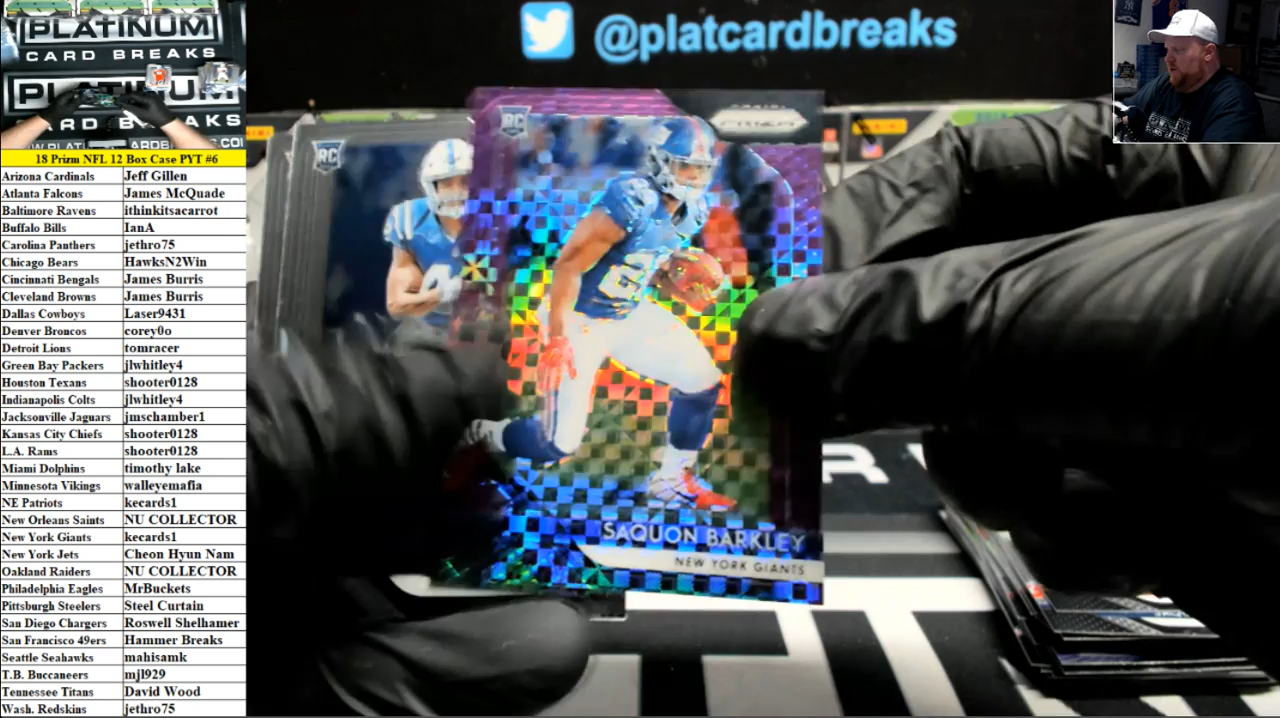 PLATINUM
CARD BREAKS
PLATINUM
CARD BREAKS
@platcardbreaks
18 Prizm NFL 12 Box Case PYT #6
Arizona Cardinals Jeff Gillen
Atlanta Falcons James McQuade
Baltimore Ravens ithinkitsacarrot
Buffalo Bills IanA
Carolina Panthers jethro75
Chicago Bears HawksN2Win
Cincinnati Bengals James Burris
Cleveland Browns James Burris
Dallas Cowboys Laser9431
Denver Broncos corey0o
Detroit Lions tomracer
Green Bay Packers jlwhitley4
Houston Texans shooter0128
Indianapolis Colts jlwhitley4
Jacksonville Jaguars jmschamber1
Kansas City Chiefs shooter0128
L.A. Rams shooter0128
Miami Dolphins timothy lake
Minnesota Vikings walleyemafia
NE Patriots kecards1
New Orleans Saints NU COLLECTOR
New York Giants kecards1
New York Jets Cheon Hyun Nam
Oakland Raiders NU COLLECTOR
Philadelphia Eagles MrBuckets
Pittsburgh Steelers Steel Curtain
San Diego Chargers Roswell Shelhamer
San Francisco 49ers Hammer Breaks
Seattle Seahawks mahisamk
T.B. Buccaneers mjl929
Tennessee Titans David Wood
Wash. Redskins jethro75
RC
RC
PRIZM
SAQUON BARKLEY
NEW YORK GIANTS